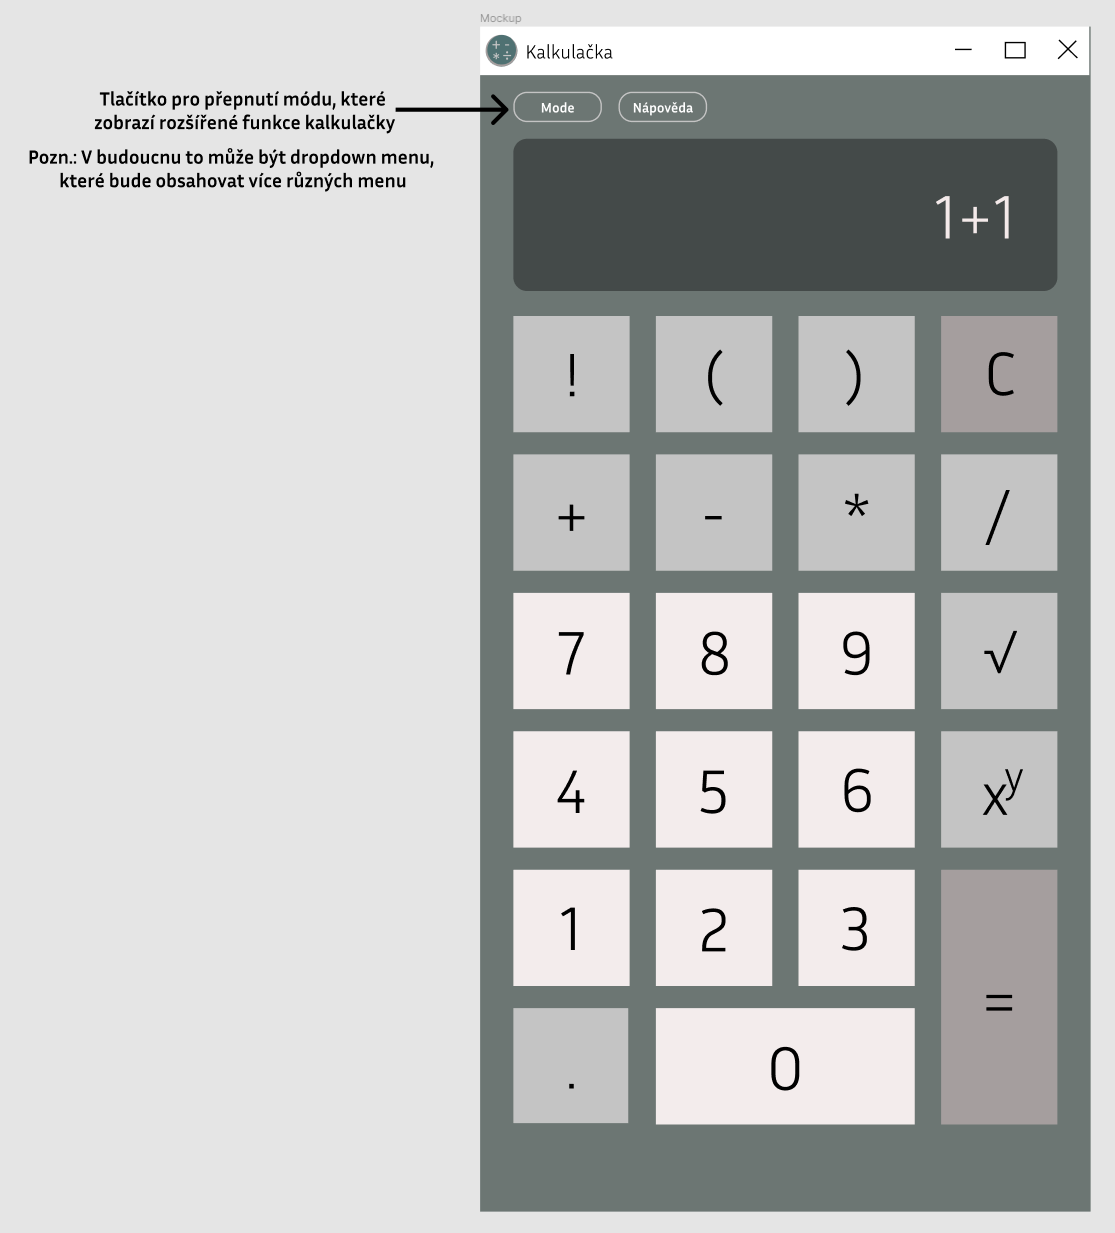 Mockup
Kalkulačka
Tlačítko pro přepnutí módu, které
zobrazí rozšířené funkce kalkulačky
Pozn.: V budoucnu to může být dropdown menu,
které bude obsahovat více různých menu
Mode Nápověda
1+1
! ( ) C
+ - * /
7 8 9 √
4 5 6 xʸ
1 2 3 =
. 0